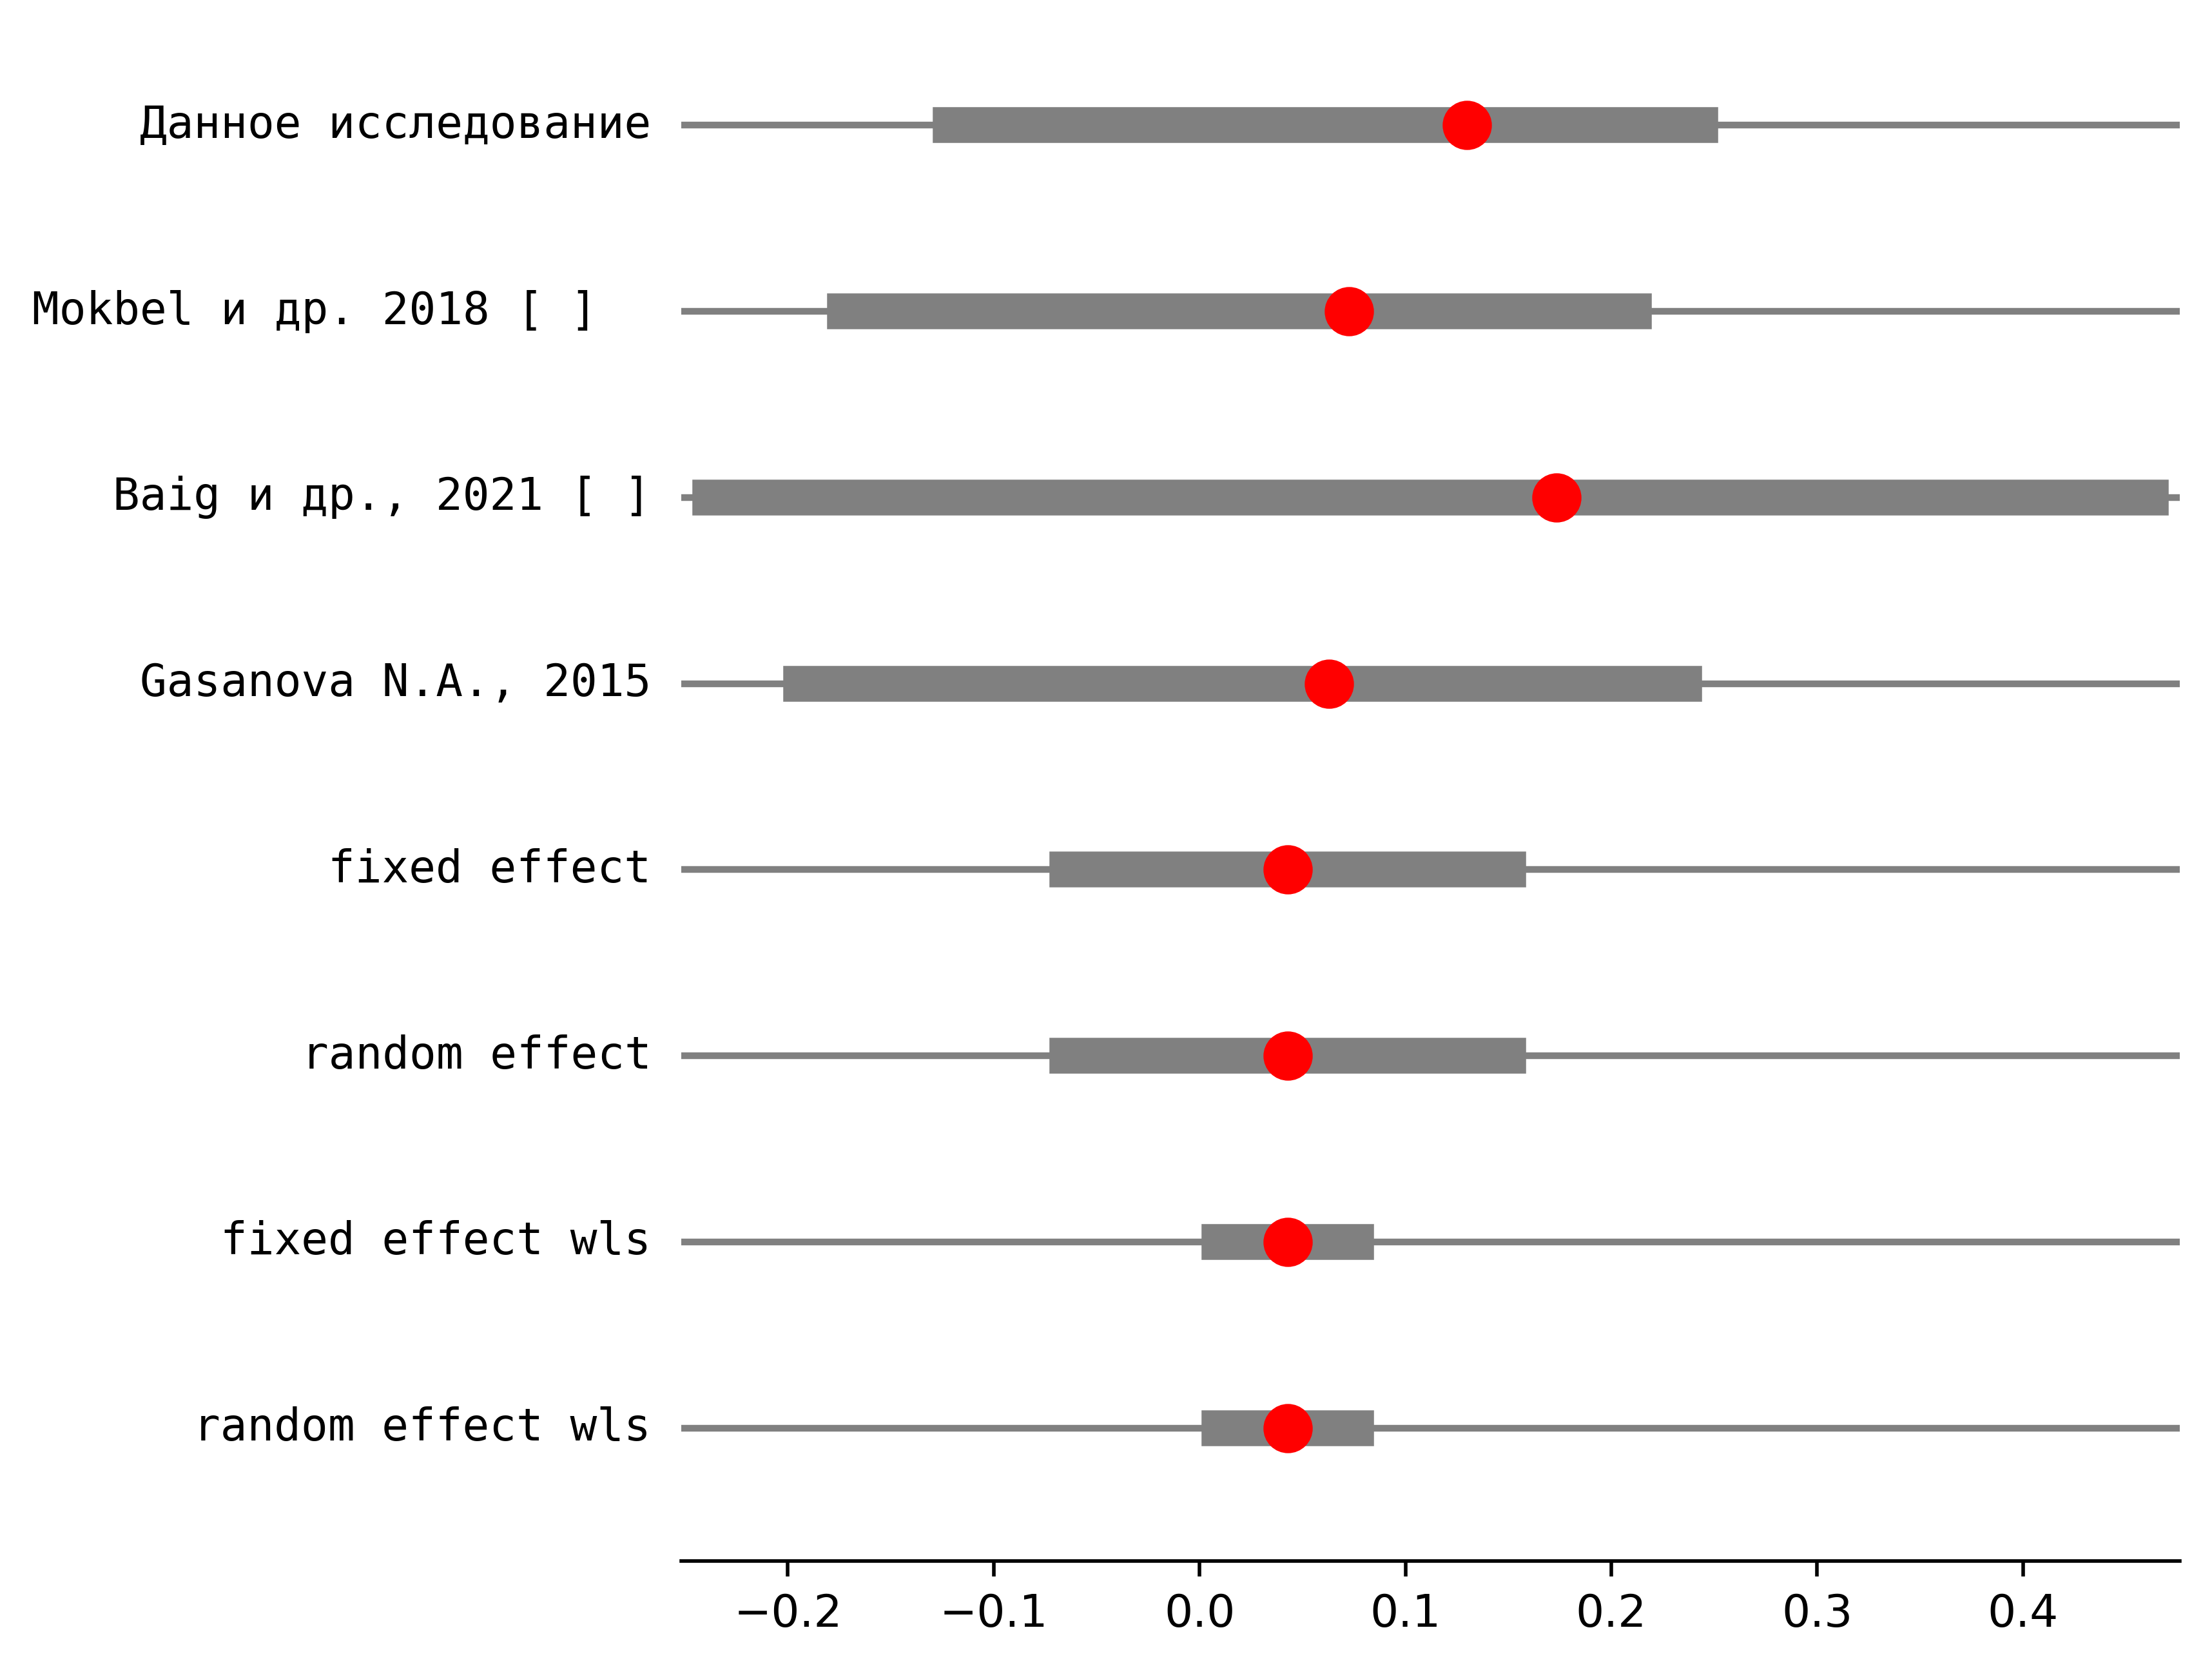 Данное исследование
Mokbel и др. 2018 [ ]
Baig и др., 2021 [ ]
Gasanova N.A., 2015
fixed effect
random effect
fixed effect wls
random effect wls
−0.2 −0.1 0.0 0.1 0.2 0.3 0.4